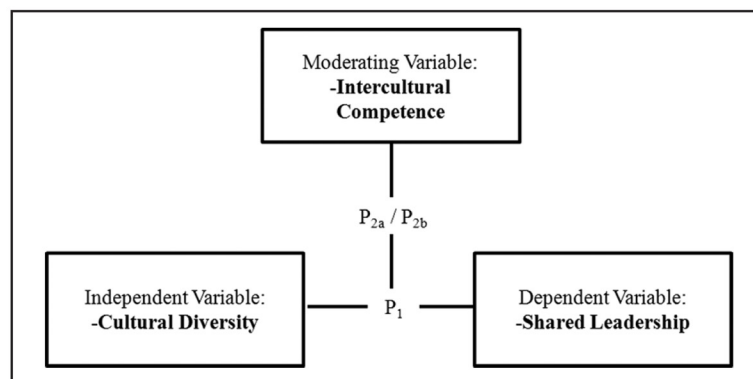 Moderating Variable:
-Intercultural
Competence
P2a / P2b
Independent Variable:
-Cultural Diversity
P1
Dependent Variable:
-Shared Leadership